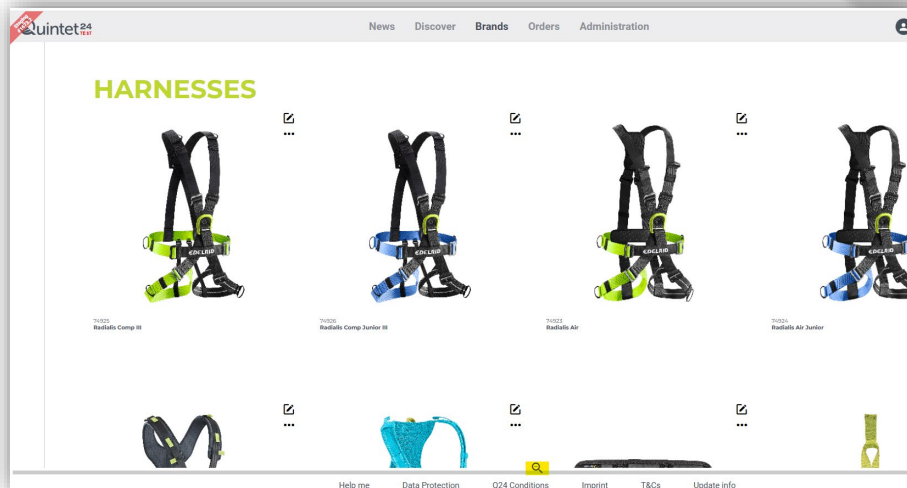 Quintet24
TEST
News Discover Brands Orders Administration
HARNESSES
EDELRID
EDELRID
EDELRID
EDELRID
74925
Radialis Comp III
74926
Radialis Comp Junior III
74923
Radialis Air
74924
Radialis Air Junior
Help me Data Protection Q24 Conditions Imprint T&Cs Update info